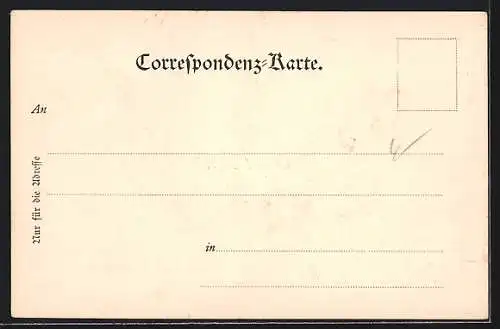 Correspondenz-Karte.
An
in
Nur für die Adresse